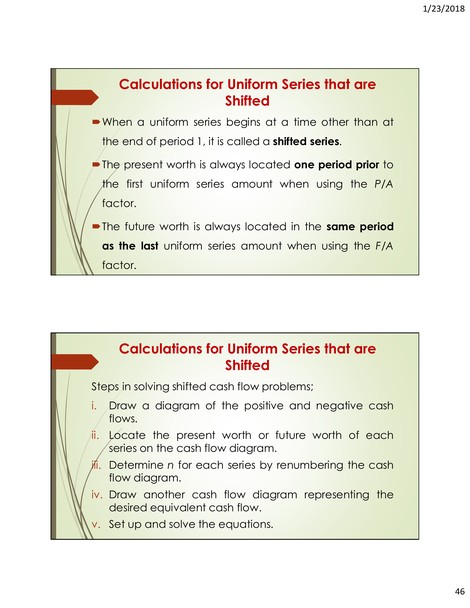 1/23/2018
Calculations for Uniform Series that are
Shifted
When a uniform series begins at a time other than at
the end of period 1, it is called a shifted series.
The present worth is always located one period prior to
the first uniform series amount when using the P/A
factor.
The future worth is always located in the same period
as the last uniform series amount when using the F/A
factor.
Calculations for Uniform Series that are
Shifted
Steps in solving shifted cash flow problems;
i. Draw a diagram of the positive and negative cash
flows.
ii. Locate the present worth or future worth of each
series on the cash flow diagram.
iii. Determine n for each series by renumbering the cash
flow diagram.
iv. Draw another cash flow diagram representing the
desired equivalent cash flow.
v. Set up and solve the equations.
46